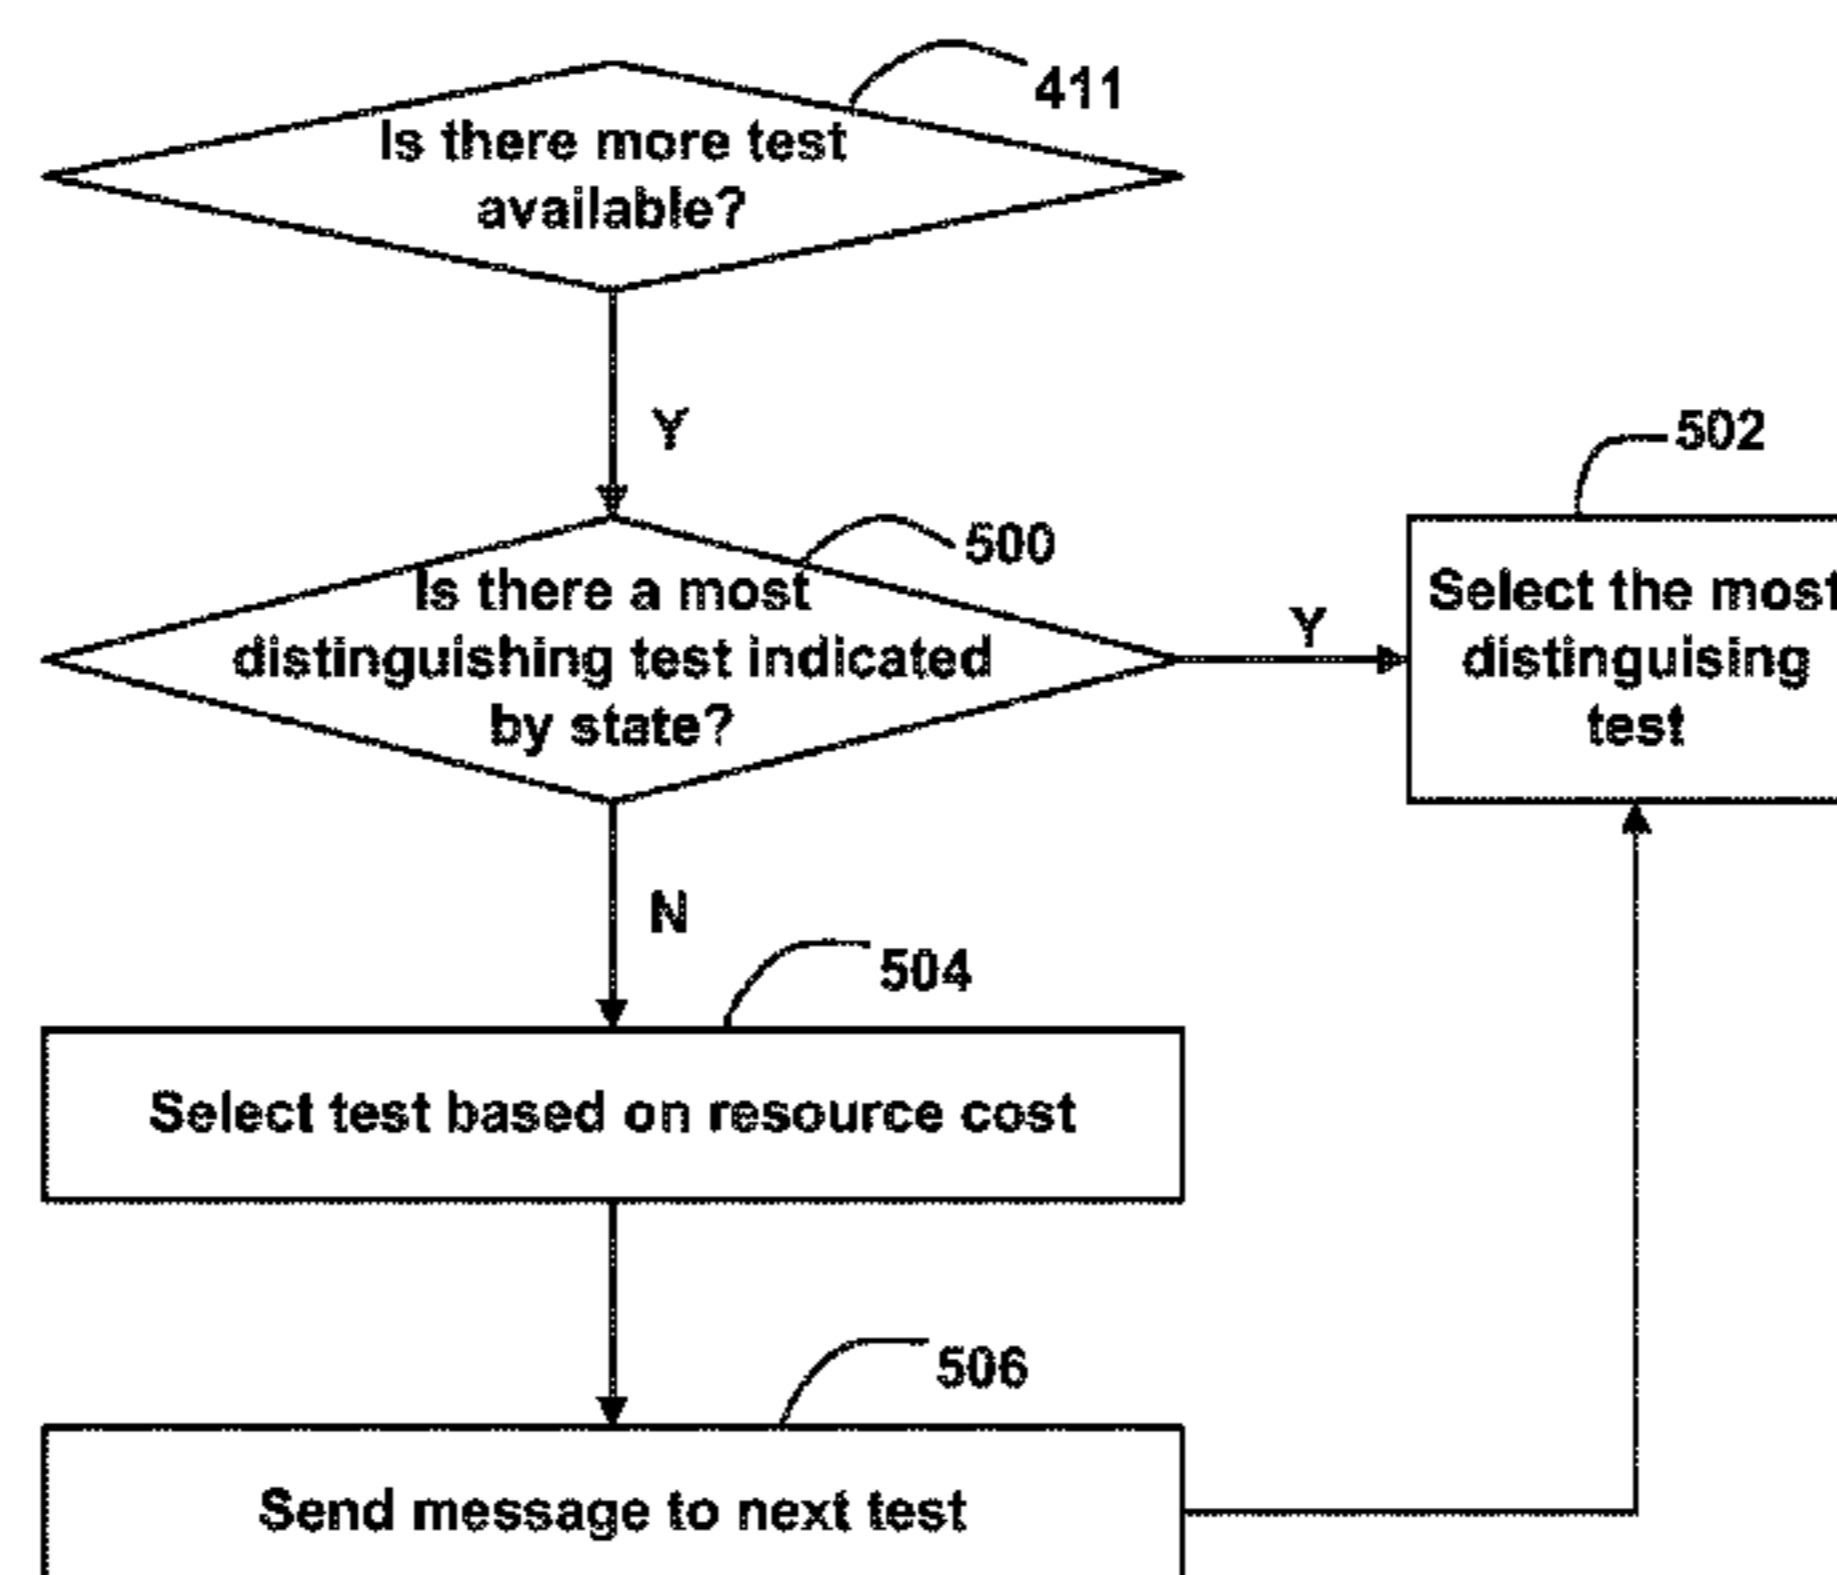 411
Is there more test
available?
Y
502
500
Is there a most
distinguishing test indicated
by state?
Y
Select the most
distinguising
test
N
504
Select test based on resource cost
506
Send message to next test